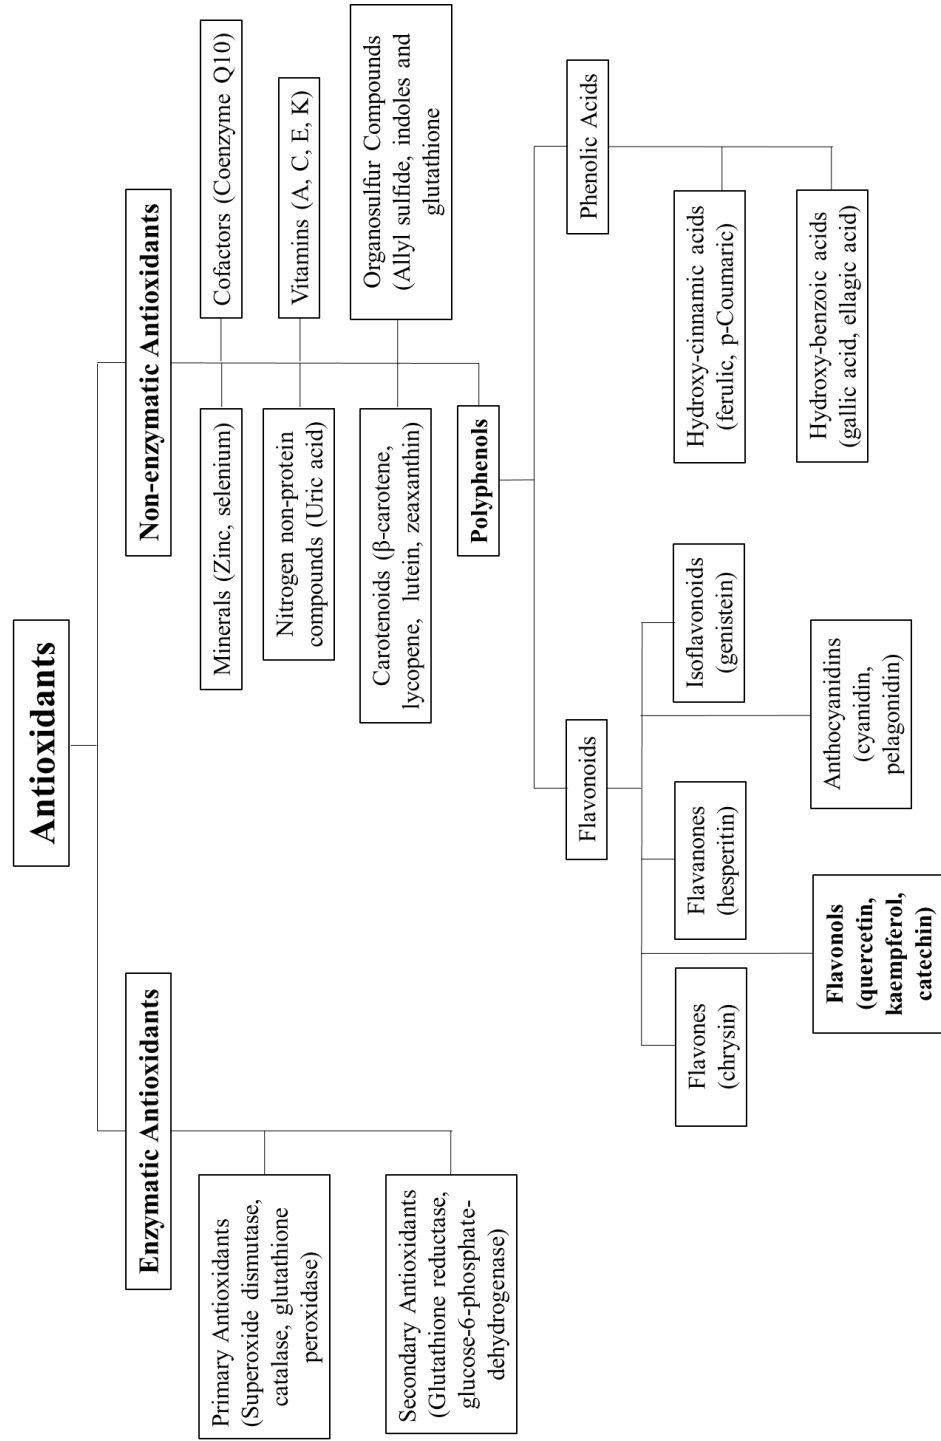 Antioxidants
Enzymatic Antioxidants
Primary Antioxidants
(Superoxide dismutase,
catalase, glutathione
peroxidase)
Secondary Antioxidants
(Glutathione reductase,
glucose-6-phosphate-
dehydrogenase)
Non-enzymatic Antioxidants
Minerals (Zinc, selenium)
Cofactors (Coenzyme Q10)
Nitrogen non-protein
compounds (Uric acid)
Vitamins (A, C, E, K)
Carotenoids (β-carotene,
lycopene, lutein, zeaxanthin)
Organosulfur Compounds
(Allyl sulfide, indoles and
glutathione
Polyphenols
Flavonoids
Flavones
(chrysin)
Flavanones
(hesperitin)
Isoflavonoids
(genistein)
Flavonols
(quercetin,
kaempferol,
catechin)
Anthocyanidins
(cyanidin,
pelagonidin)
Phenolic Acids
Hydroxy-cinnamic acids
(ferulic, p-Coumaric)
Hydroxy-benzoic acids
(gallic acid, ellagic acid)